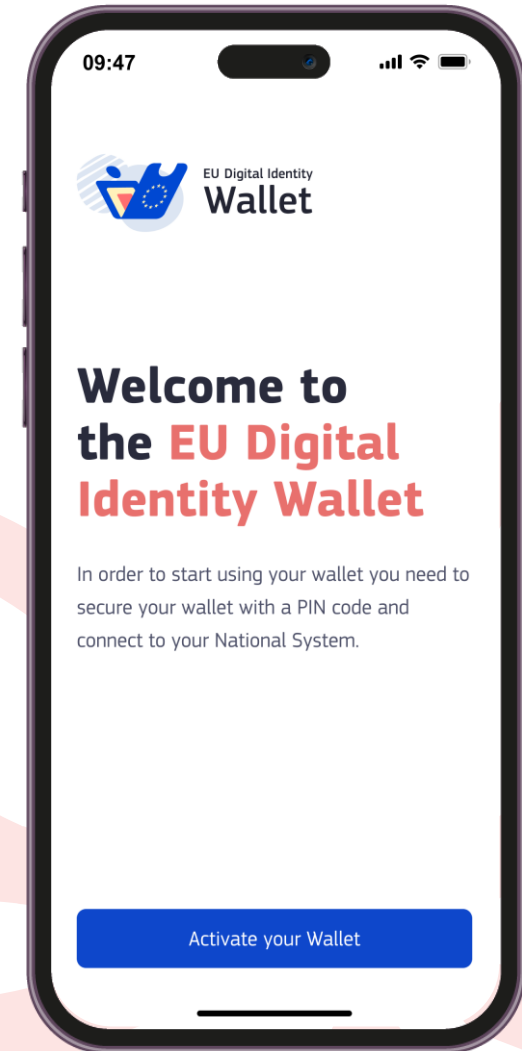 09:47
EU Digital Identity
Wallet
Welcome to
the EU Digital
Identity Wallet
In order to start using your wallet you need to
secure your wallet with a PIN code and
connect to your National System.
Activate your Wallet